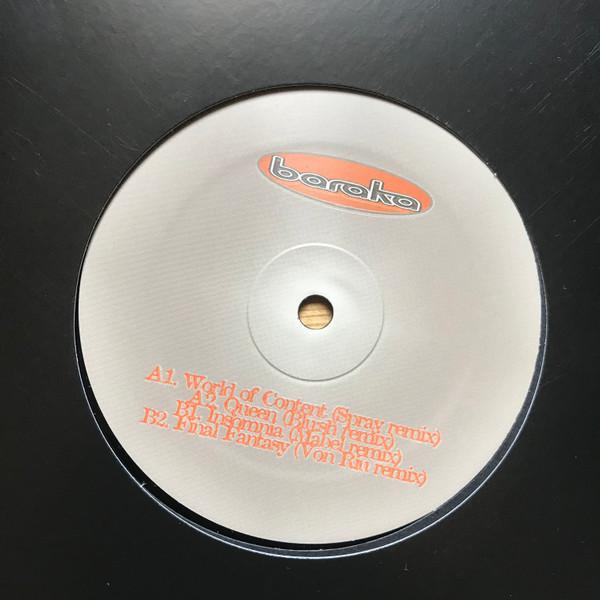 baraka
A1. World of Content (Spray remix)
A2. Queen (Blush remix)
B1. Insomnia (Mabel remix)
B2. Final Fantasy (Von Riu remix)